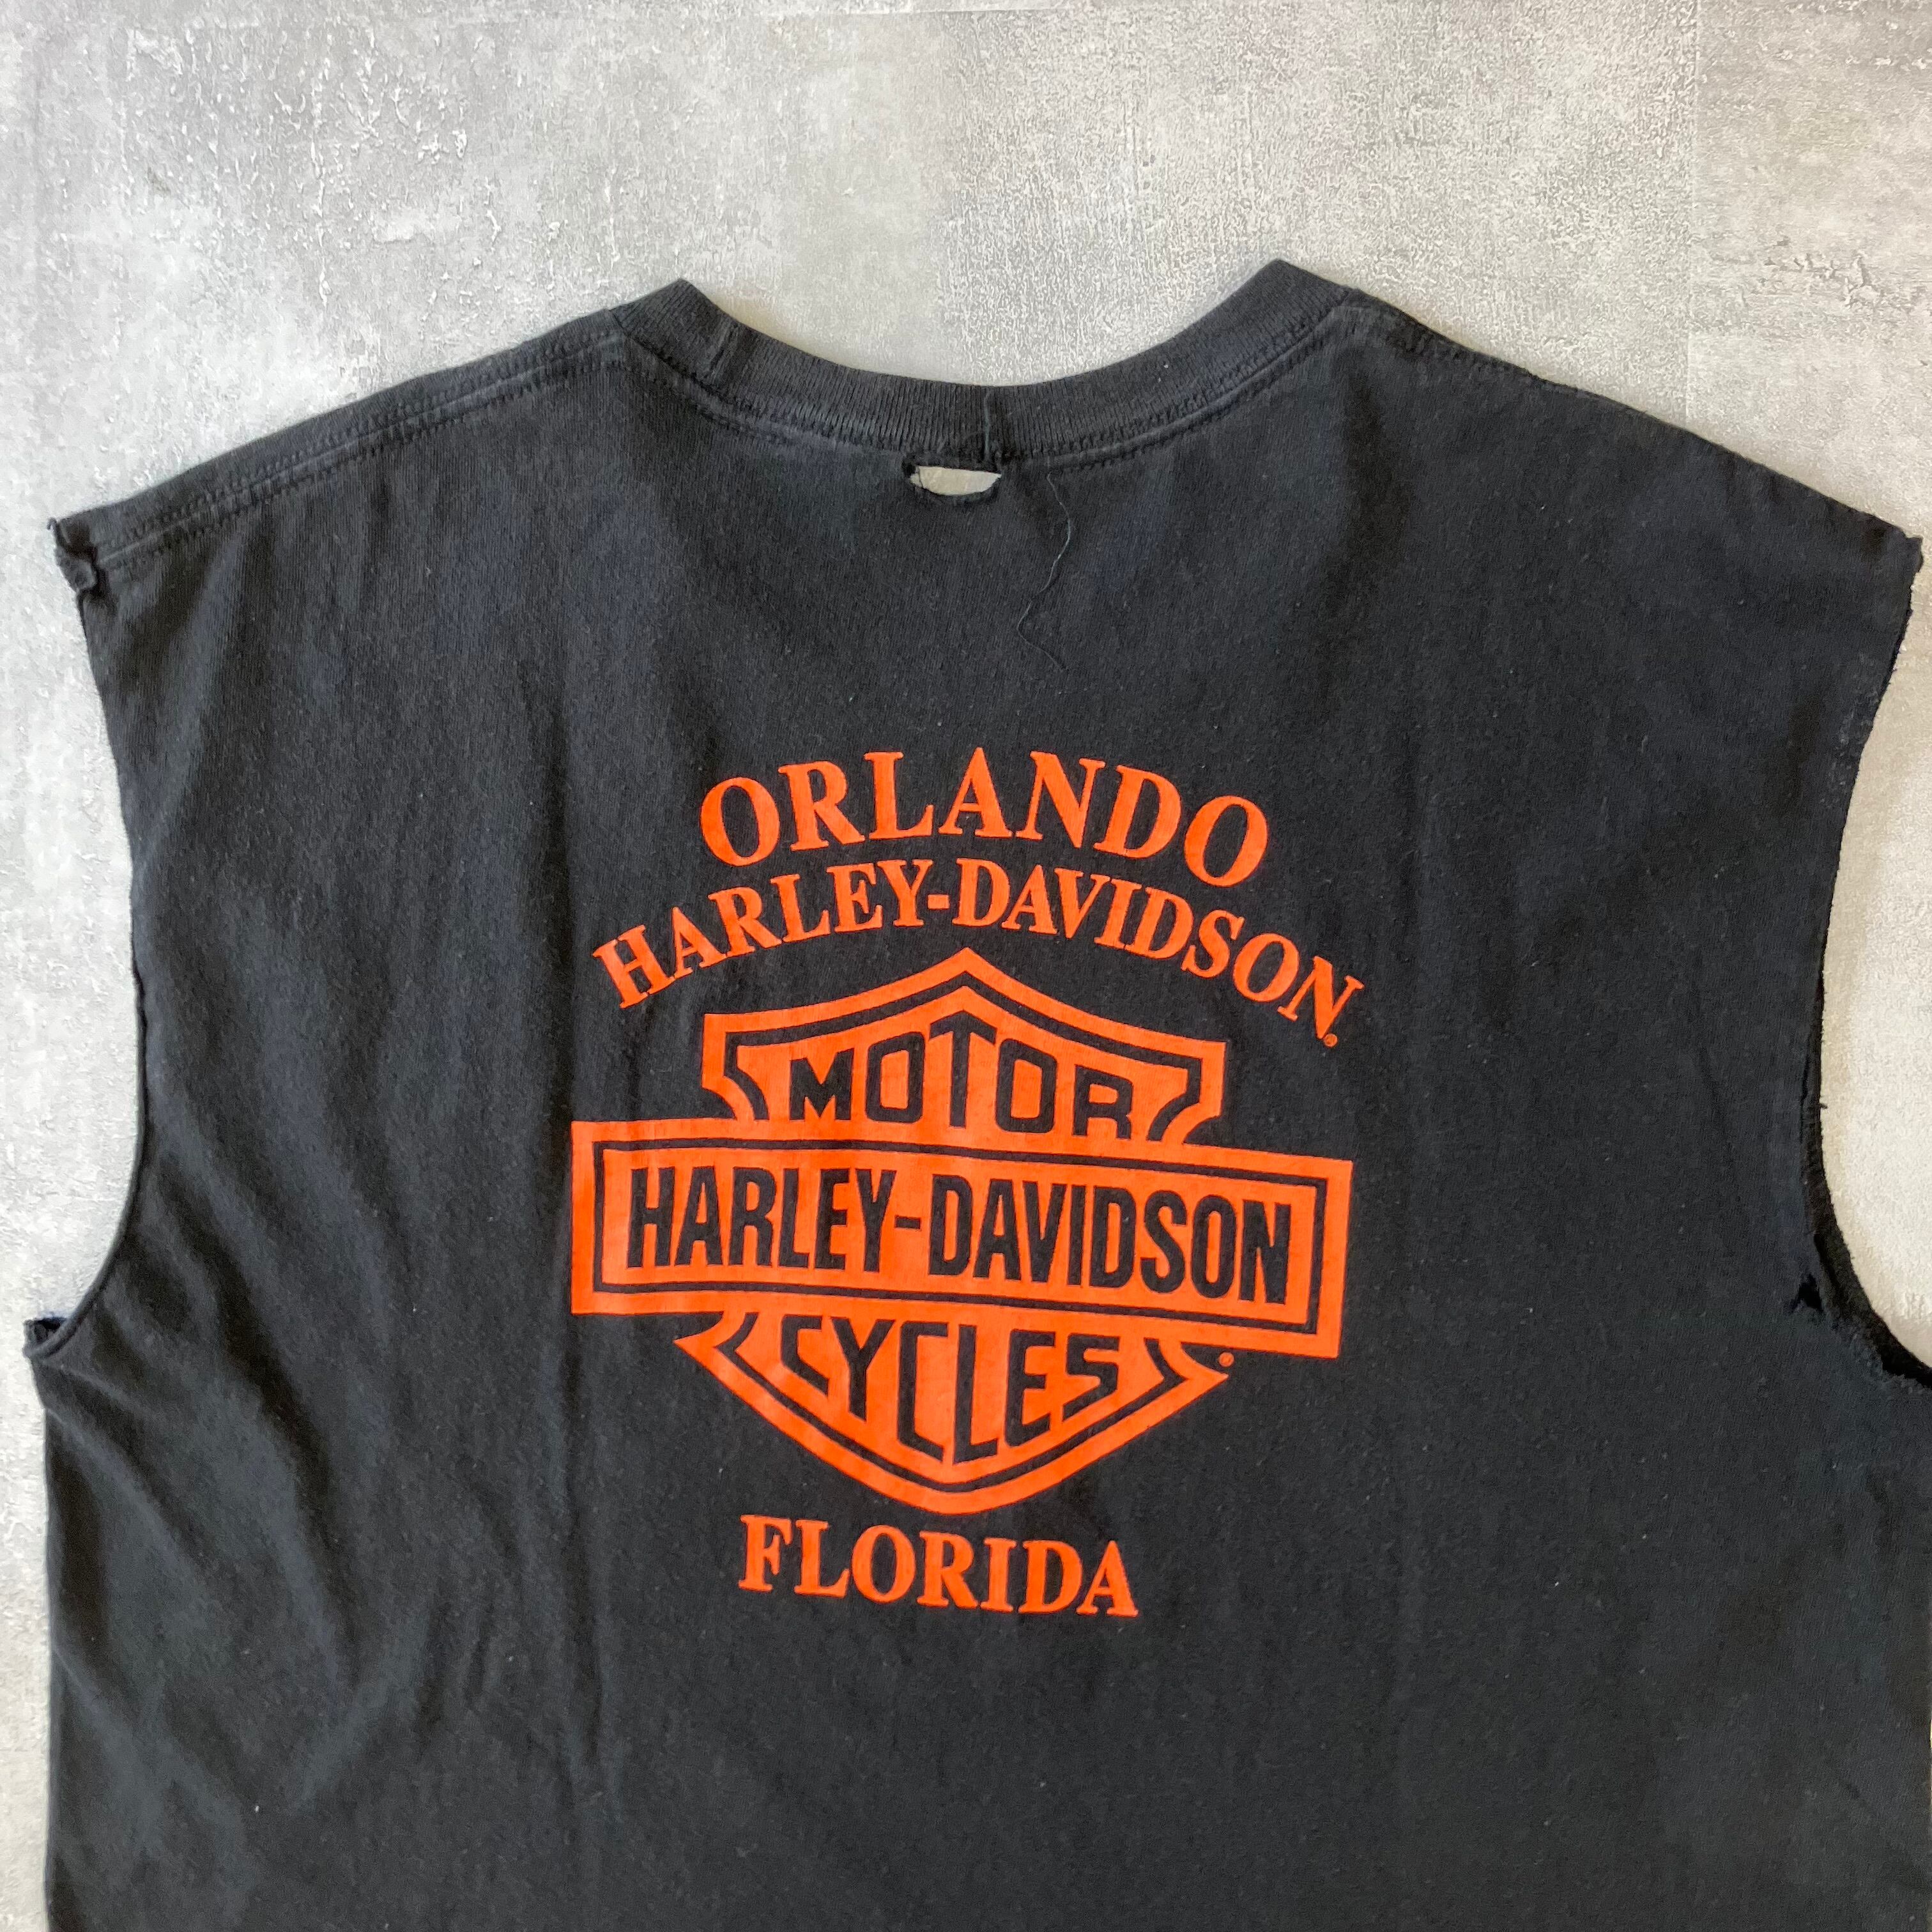 ORLANDO
HARLEY-DAVIDSON®
MOTOR
HARLEY-DAVIDSON
CYCLES ®
FLORIDA